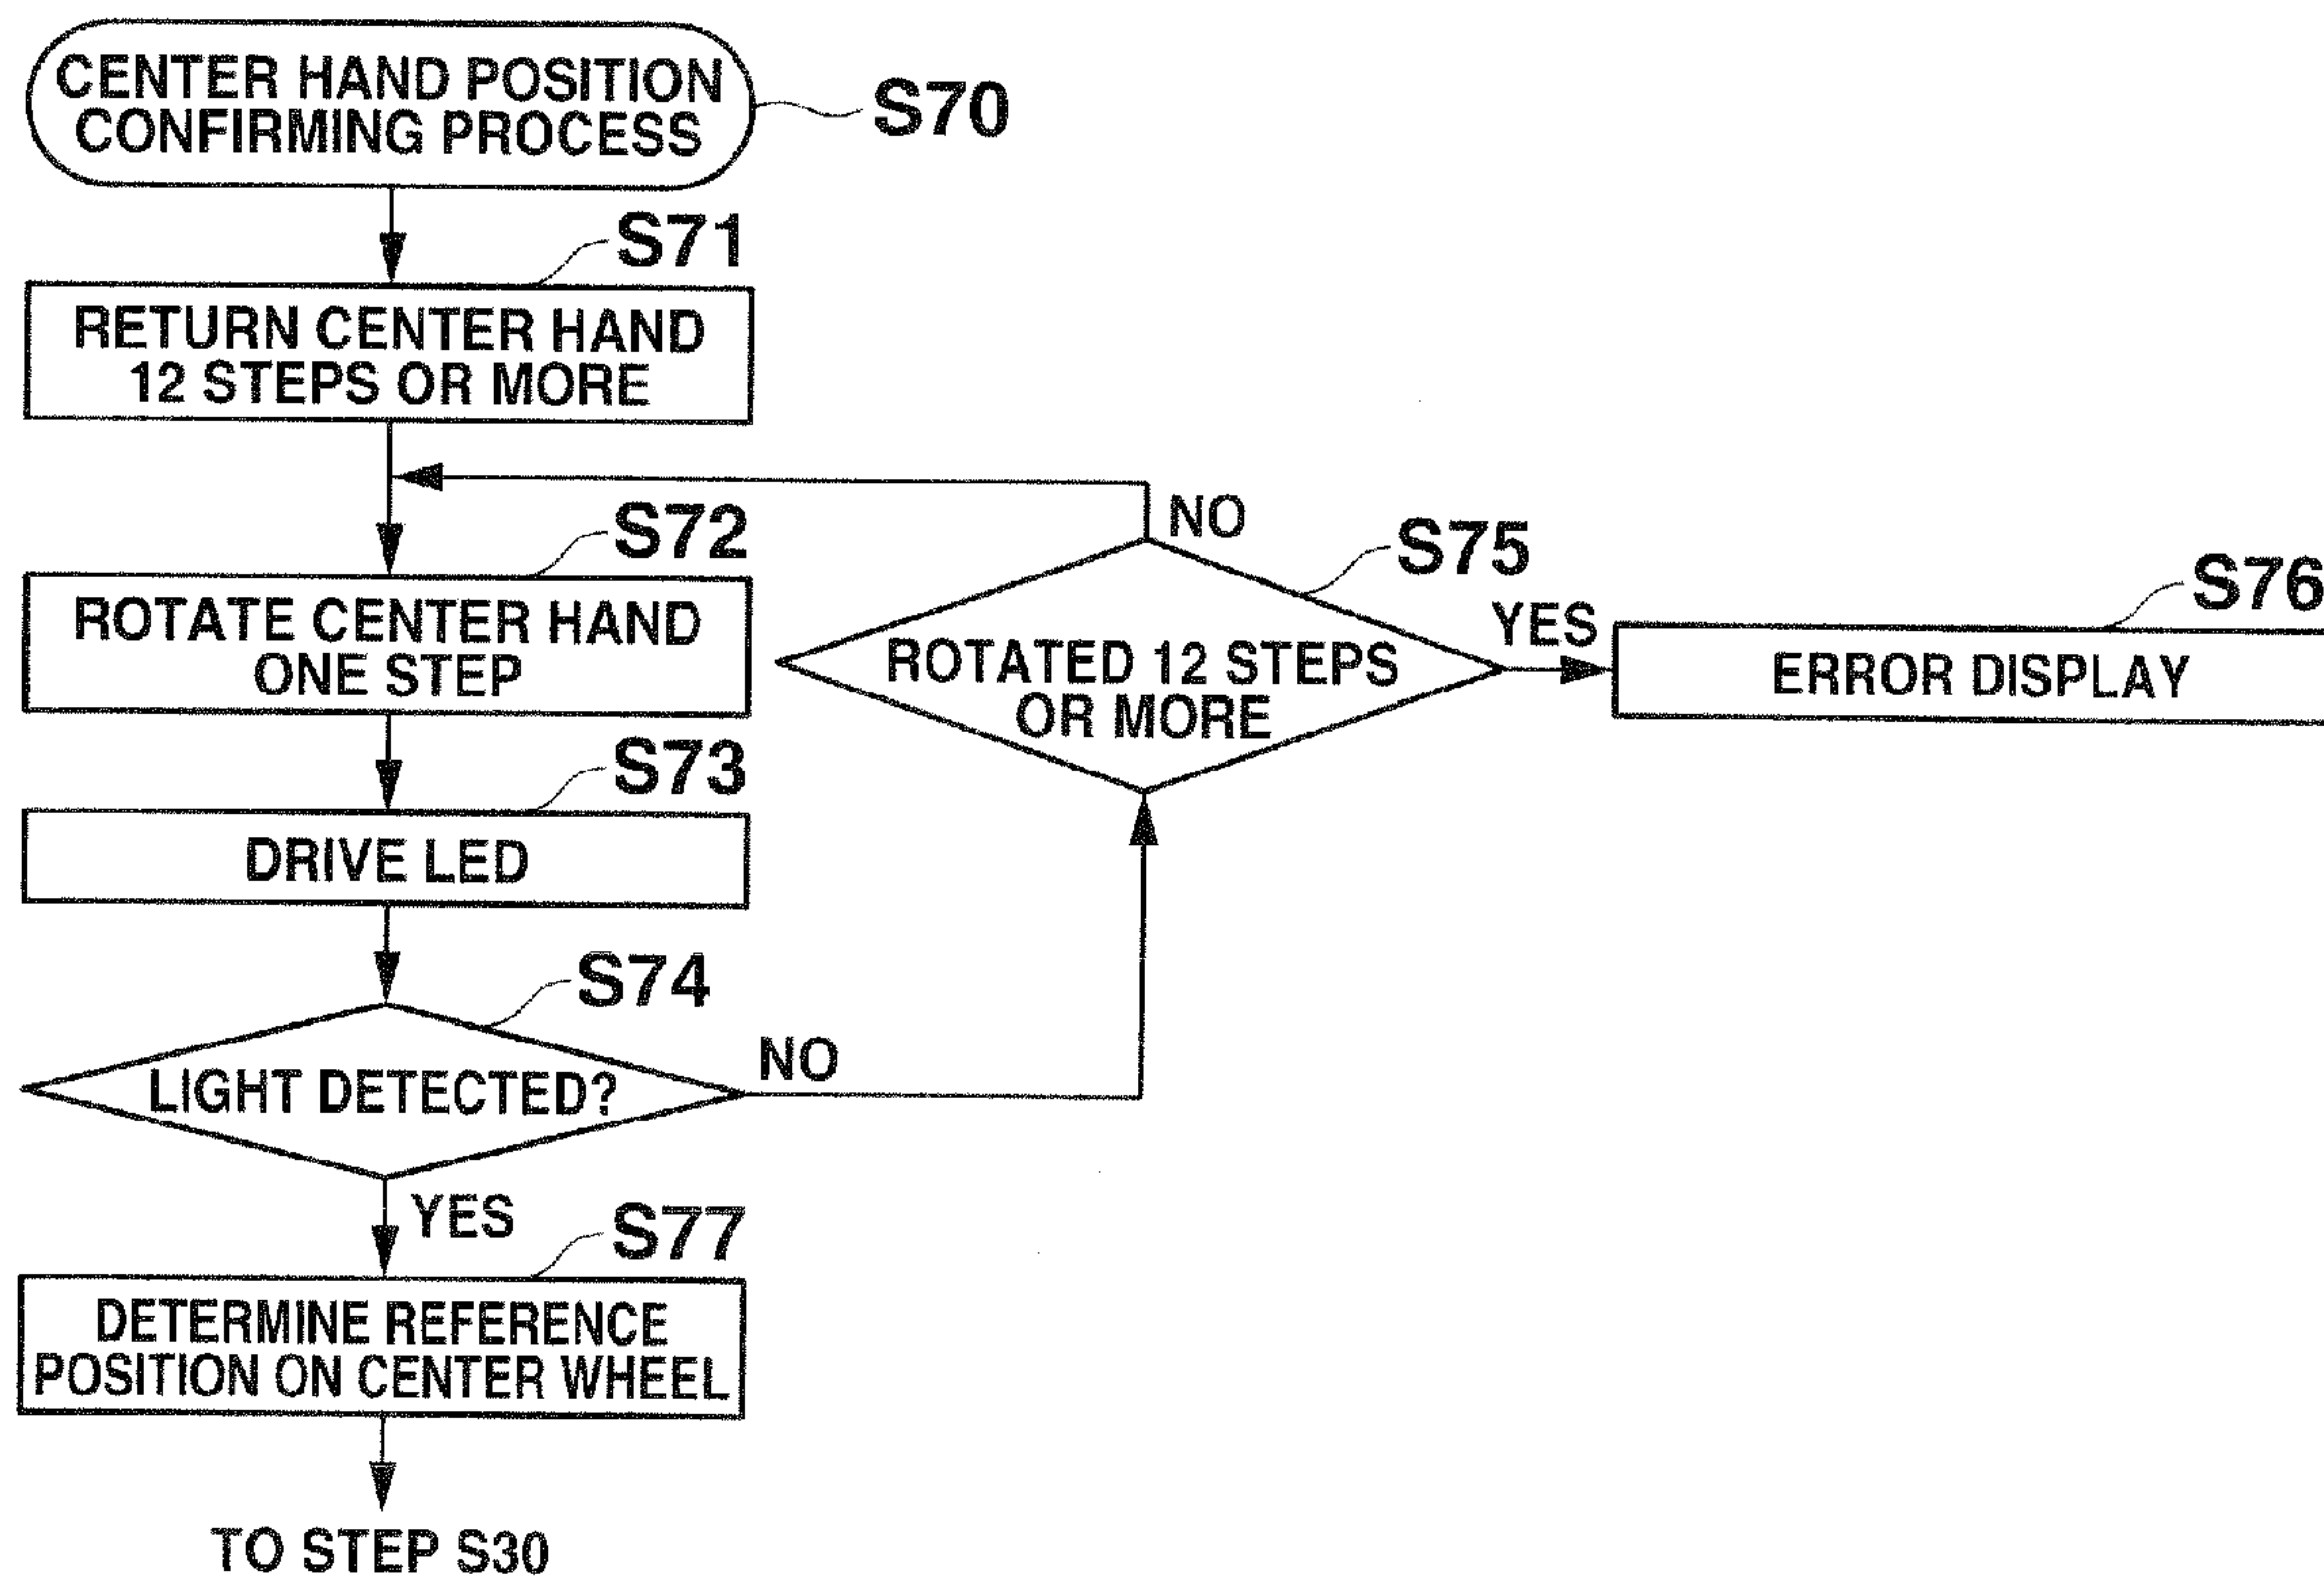 CENTER HAND POSITION
CONFIRMING PROCESS
S70
S71
RETURN CENTER HAND
12 STEPS OR MORE
S72
ROTATE CENTER HAND
ONE STEP
NO
S75
ROTATED 12 STEPS
OR MORE
YES
S76
ERROR DISPLAY
S73
DRIVE LED
S74
LIGHT DETECTED?
NO
YES
S77
DETERMINE REFERENCE
POSITION ON CENTER WHEEL
TO STEP S30